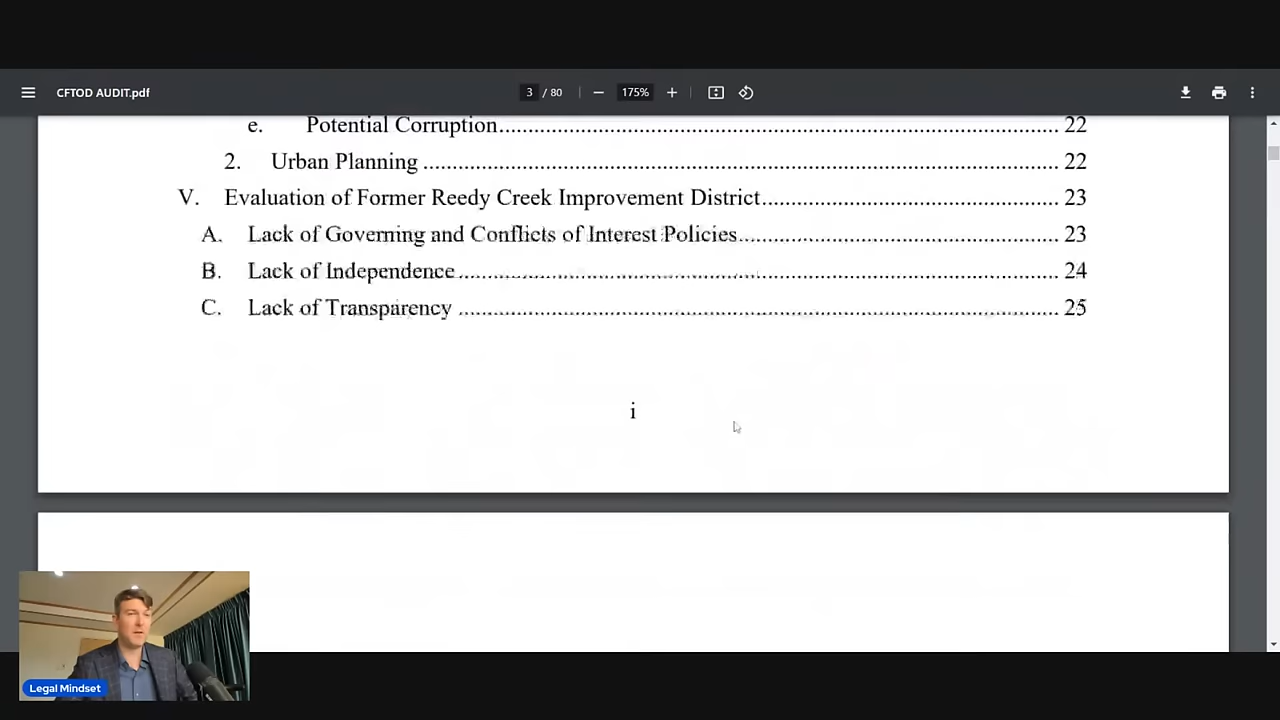 CFTOD AUDIT.pdf
3 / 80
175%
e. Potential Corruption 22
2. Urban Planning 22
V. Evaluation of Former Reedy Creek Improvement District 23
A. Lack of Governing and Conflicts of Interest Policies 23
B. Lack of Independence 24
C. Lack of Transparency 25
i
Legal Mindset